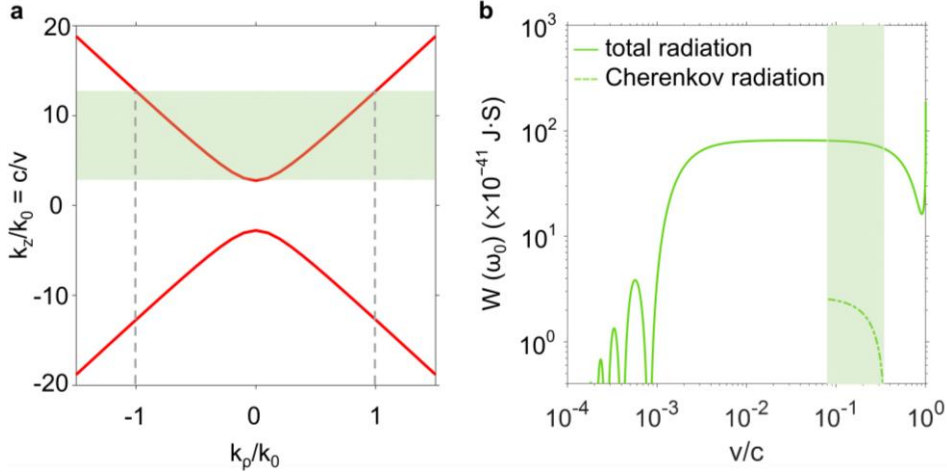 a
20
10
0
-10
-20
-1
0
1
k_z/k_0 = c/v
k_ρ/k_0
b
10^3
10^2
10^1
10^0
total radiation
Cherenkov radiation
W (ω_0) (×10^-41 J·S)
10^-4
10^-3
10^-2
10^-1
10^0
v/c